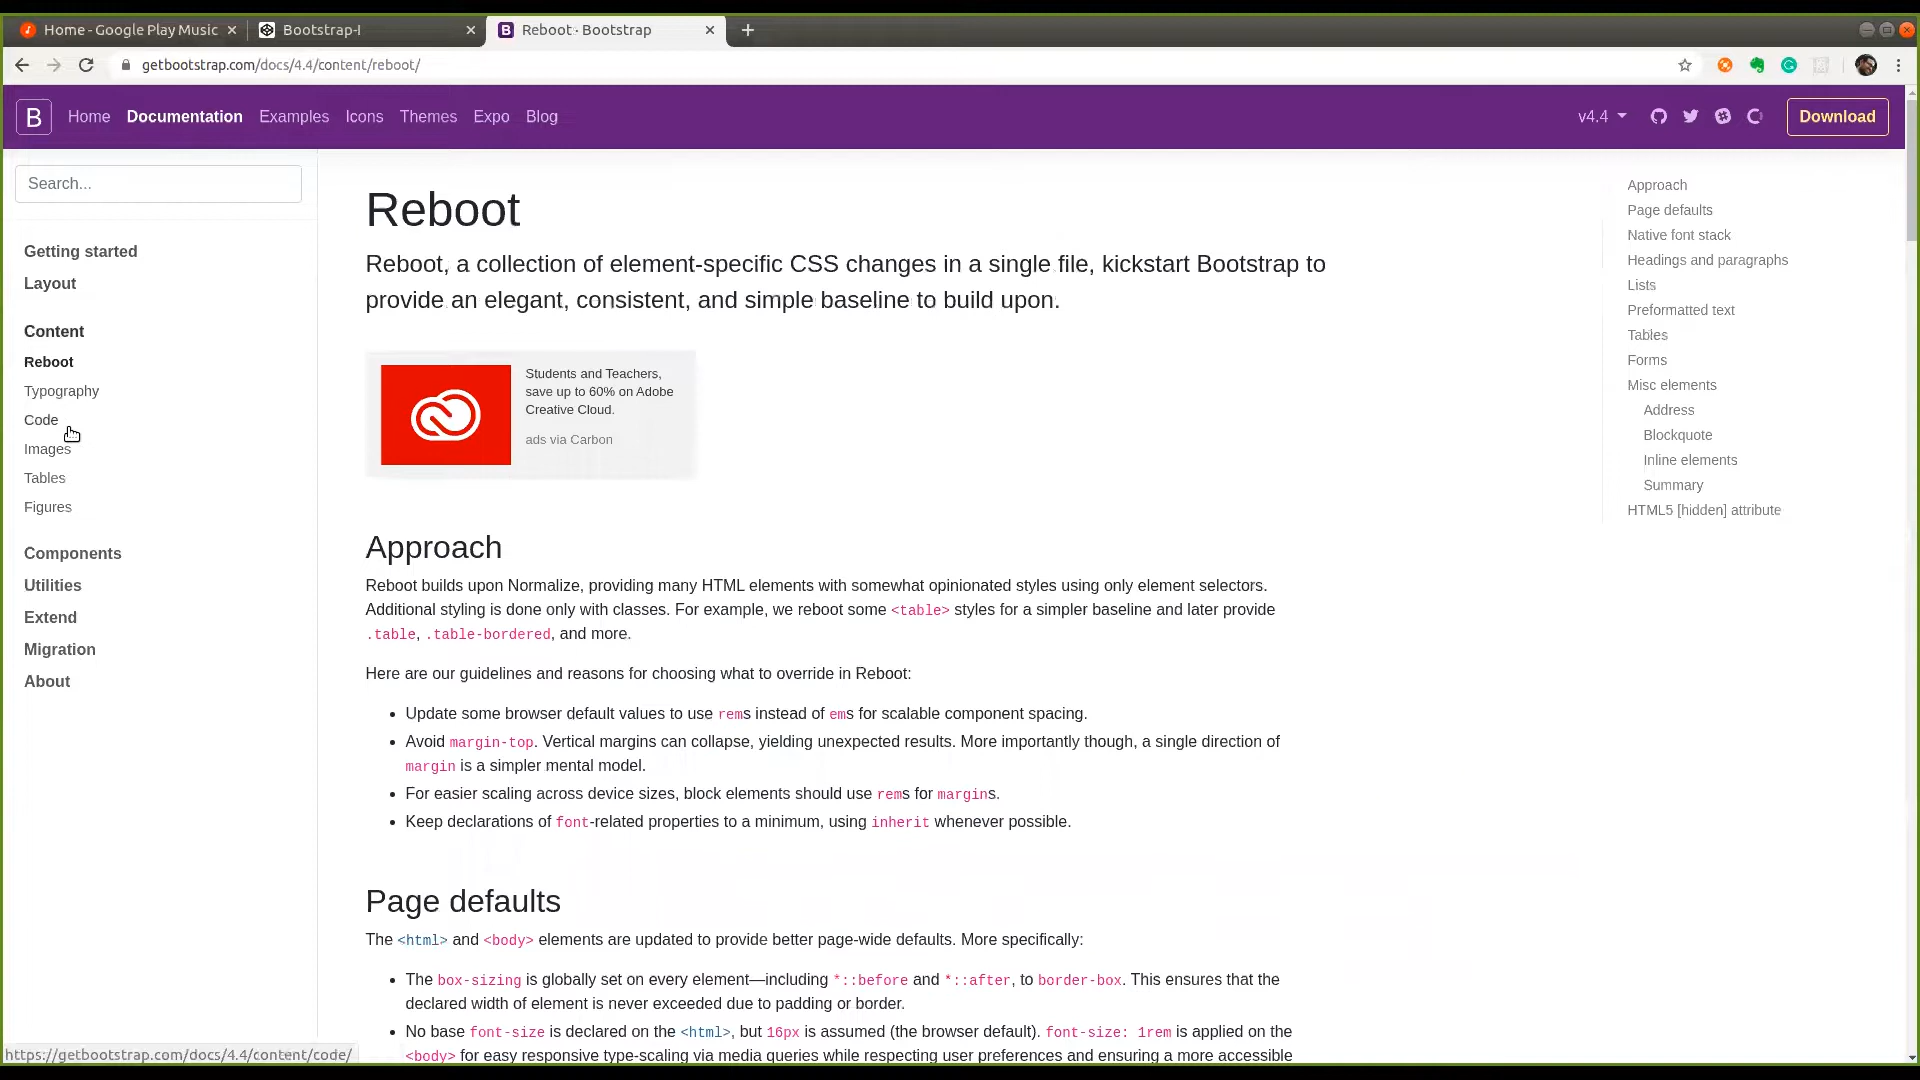 Home - Google Play Music
Bootstrap-I
Reboot · Bootstrap
getbootstrap.com/docs/4.4/content/reboot/
B Home Documentation Examples Icons Themes Expo Blog
v4.4
Download
Search...
Getting started
Layout
Content
Reboot
Typography
Code
Images
Tables
Figures
Components
Utilities
Extend
Migration
About
Reboot
Reboot, a collection of element-specific CSS changes in a single file, kickstart Bootstrap to
provide an elegant, consistent, and simple baseline to build upon.
Students and Teachers,
save up to 60% on Adobe
Creative Cloud.
ads via Carbon
Approach
Reboot builds upon Normalize, providing many HTML elements with somewhat opinionated styles using only element selectors.
Additional styling is done only with classes. For example, we reboot some <table> styles for a simpler baseline and later provide
.table, .table-bordered, and more.
Here are our guidelines and reasons for choosing what to override in Reboot:
• Update some browser default values to use rems instead of ems for scalable component spacing.
• Avoid margin-top. Vertical margins can collapse, yielding unexpected results. More importantly though, a single direction of
margin is a simpler mental model.
• For easier scaling across device sizes, block elements should use rems for margins.
• Keep declarations of font-related properties to a minimum, using inherit whenever possible.
Page defaults
The <html> and <body> elements are updated to provide better page-wide defaults. More specifically:
• The box-sizing is globally set on every element—including *::before and *::after, to border-box. This ensures that the
declared width of element is never exceeded due to padding or border.
• No base font-size is declared on the <html>, but 16px is assumed (the browser default). font-size: 1rem is applied on the
<body> for easy responsive type-scaling via media queries while respecting user preferences and ensuring a more accessible
Approach
Page defaults
Native font stack
Headings and paragraphs
Lists
Preformatted text
Tables
Forms
Misc elements
Address
Blockquote
Inline elements
Summary
HTML5 [hidden] attribute
https://getbootstrap.com/docs/4.4/content/code/